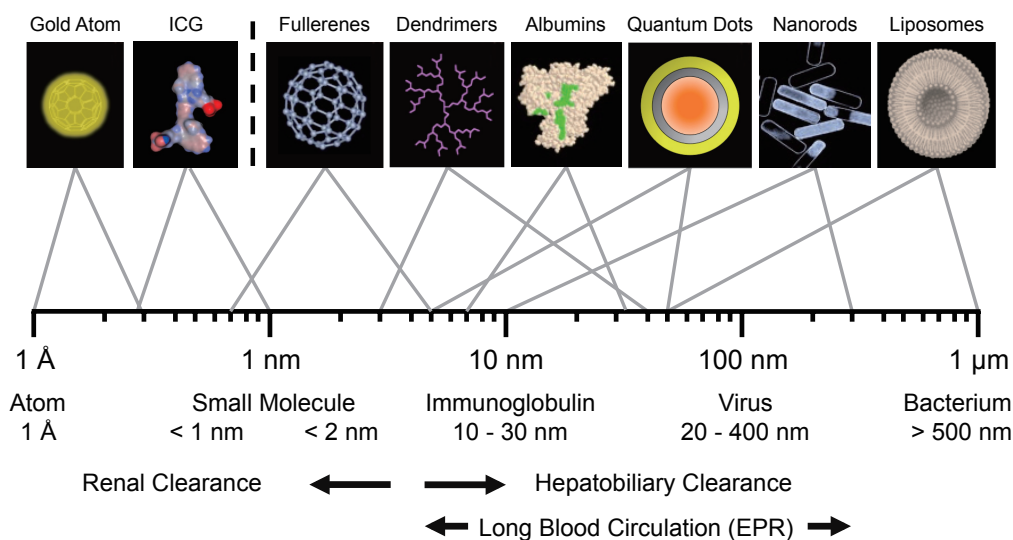 Gold Atom ICG Fullerenes Dendrimers Albumins Quantum Dots Nanorods Liposomes
1 Å 1 nm 10 nm 100 nm 1 µm
Atom Small Molecule Immunoglobulin Virus Bacterium
1 Å < 1 nm < 2 nm 10 - 30 nm 20 - 400 nm > 500 nm
Renal Clearance Hepatobiliary Clearance
Long Blood Circulation (EPR)